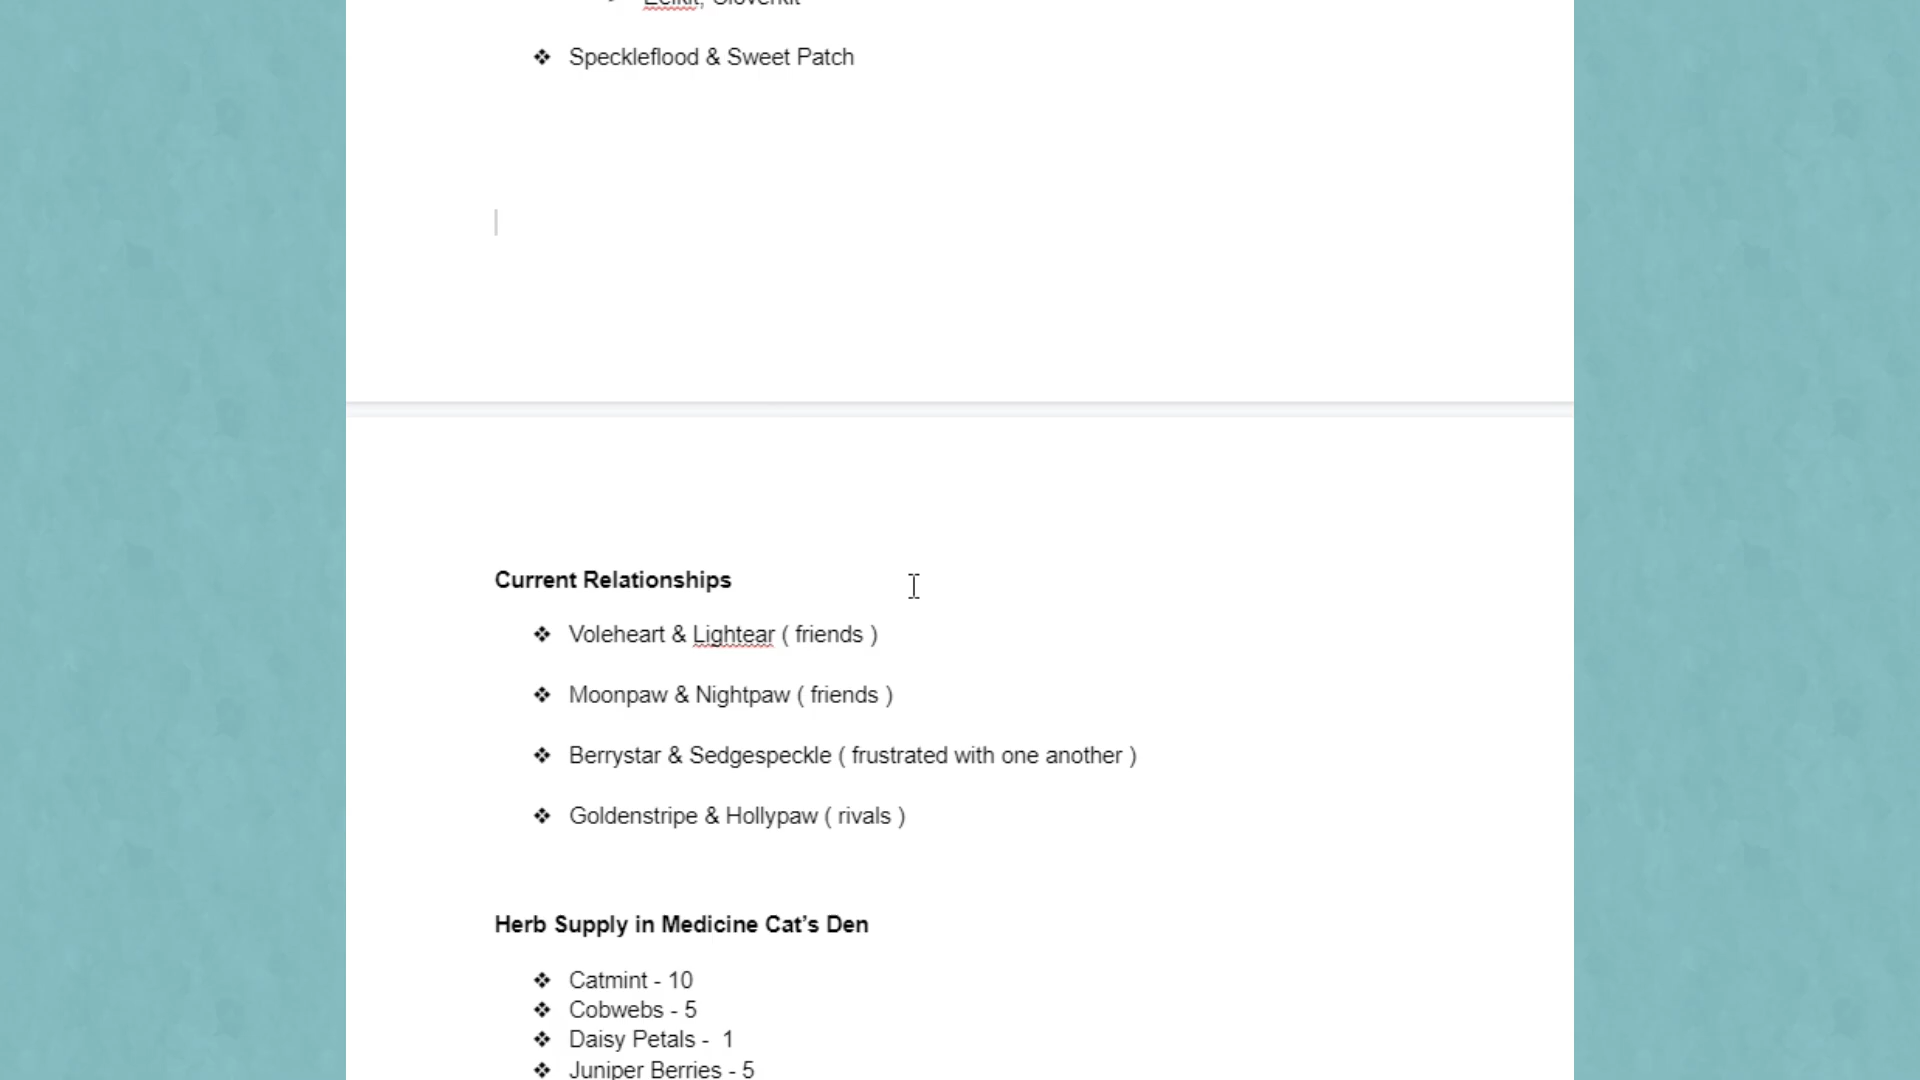 ❖ Speckleflood & Sweet Patch
Current Relationships
❖ Voleheart & Lightear ( friends )
❖ Moonpaw & Nightpaw ( friends )
❖ Berrystar & Sedgespeckle ( frustrated with one another )
❖ Goldenstripe & Hollypaw ( rivals )
Herb Supply in Medicine Cat’s Den
❖ Catmint - 10
❖ Cobwebs - 5
❖ Daisy Petals -  1
❖ Juniper Berries - 5